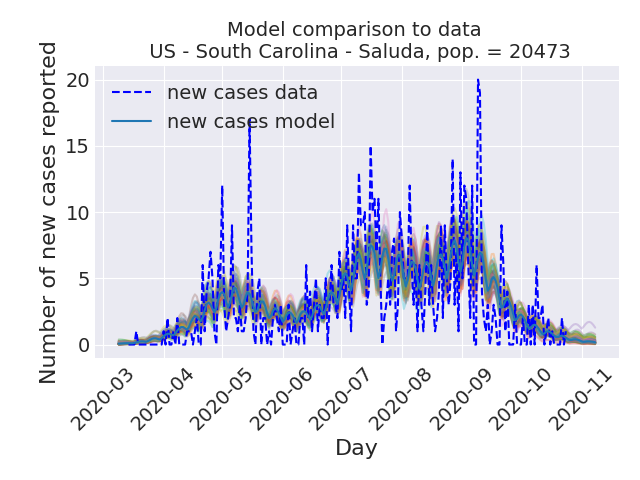 Model comparison to data
US - South Carolina - Saluda, pop. = 20473
Number of new cases reported
20
15
10
5
0
new cases data
new cases model
2020-03
2020-04
2020-05
2020-06
2020-07
2020-08
2020-09
2020-10
2020-11
Day